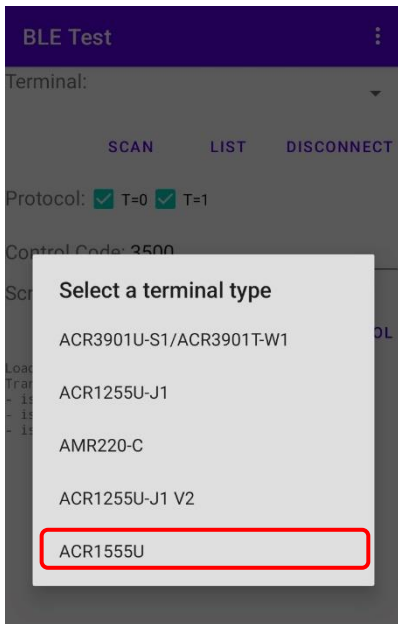 BLE Test
Terminal:
SCAN LIST DISCONNECT
Protocol: T=0 T=1
Control Code: 3500
Select a terminal type
ACR3901U-S1/ACR3901T-W1
ACR1255U-J1
AMR220-C
ACR1255U-J1 V2
ACR1555U